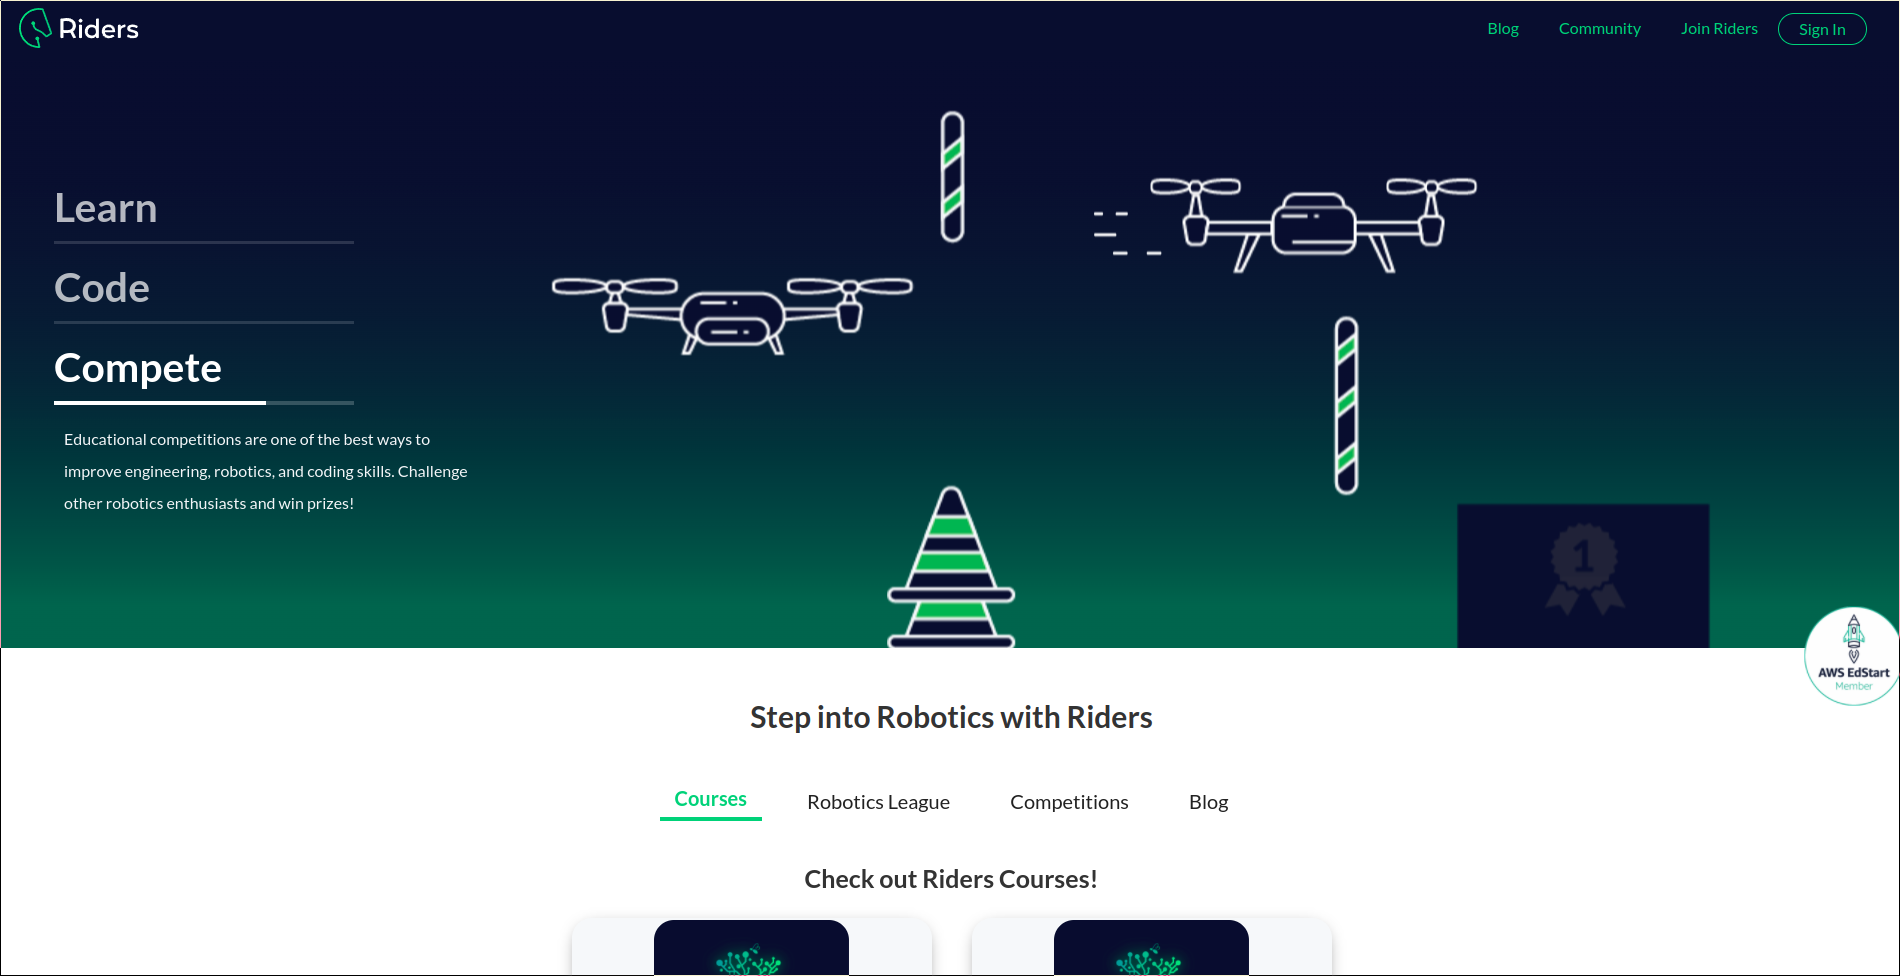 Riders
Blog
Community
Join Riders
Sign In
Learn
Code
Compete
Educational competitions are one of the best ways to
improve engineering, robotics, and coding skills. Challenge
other robotics enthusiasts and win prizes!
1
AWS EdStart
Member
Step into Robotics with Riders
Courses
Robotics League
Competitions
Blog
Check out Riders Courses!